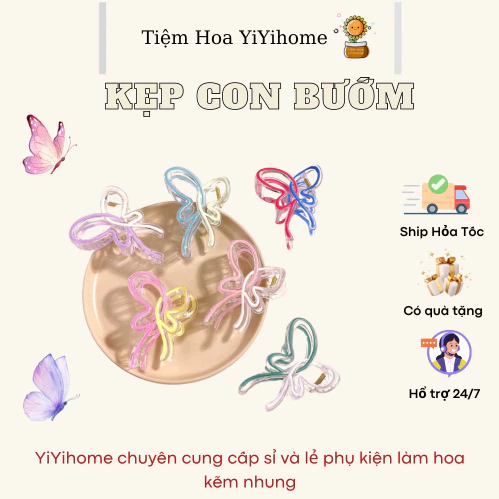 Tiệm Hoa YiYihome
KẸP CON BƯỚM
Ship Hỏa Tốc
Có quà tặng
Hổ trợ 24/7
YiYihome chuyên cung cấp sỉ và lẻ phụ kiện làm hoa
kẽm nhung